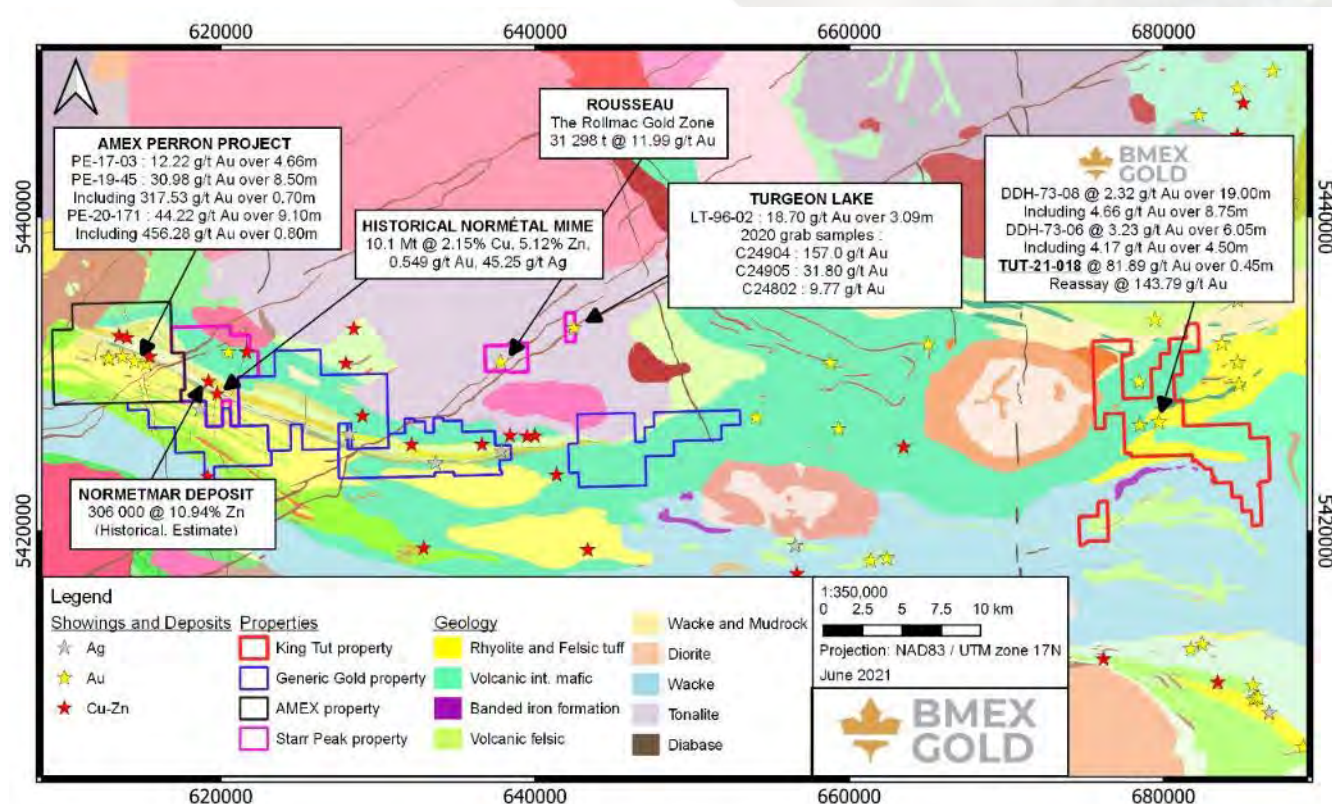 620000
640000
660000
680000
5440000
5420000
5440000
5420000
AMEX PERRON PROJECT
PE-17-03 : 12.22 g/t Au over 4.66m
PE-19-45 : 30.98 g/t Au over 8.50m
Including 317.53 g/t Au over 0.70m
PE-20-171 : 44.22 g/t Au over 9.10m
Including 456.28 g/t Au over 0.80m
HISTORICAL NORMÉTAL MIME
10.1 Mt @ 2.15% Cu, 5.12% Zn,
0.549 g/t Au, 45.25 g/t Ag
ROUSSEAU
The Rollmac Gold Zone
31 298 t @ 11.99 g/t Au
TURGEON LAKE
LT-96-02 : 18.70 g/t Au over 3.09m
2020 grab samples :
C24904 : 157.0 g/t Au
C24905 : 31.80 g/t Au
C24802 : 9.77 g/t Au
BMEX
GOLD
DDH-73-08 @ 2.32 g/t Au over 19.00m
Including 4.66 g/t Au over 8.75m
DDH-73-06 @ 3.23 g/t Au over 6.05m
Including 4.17 g/t Au over 4.50m
TUT-21-018 @ 81.89 g/t Au over 0.45m
Reassay @ 143.79 g/t Au
NORMETMAR DEPOSIT
306 000 @ 10.94% Zn
(Historical. Estimate)
Legend
Showings and Deposits
Ag
Au
Cu-Zn
Properties
King Tut property
Generic Gold property
AMEX property
Starr Peak property
Geology
Rhyolite and Felsic tuff
Volcanic int. mafic
Banded iron formation
Volcanic felsic
Wacke and Mudrock
Diorite
Wacke
Tonalite
Diabase
1:350,000
0 2.5 5 7.5 10 km
Projection: NAD83 / UTM zone 17N
June 2021
BMEX
GOLD
620000
640000
660000
680000